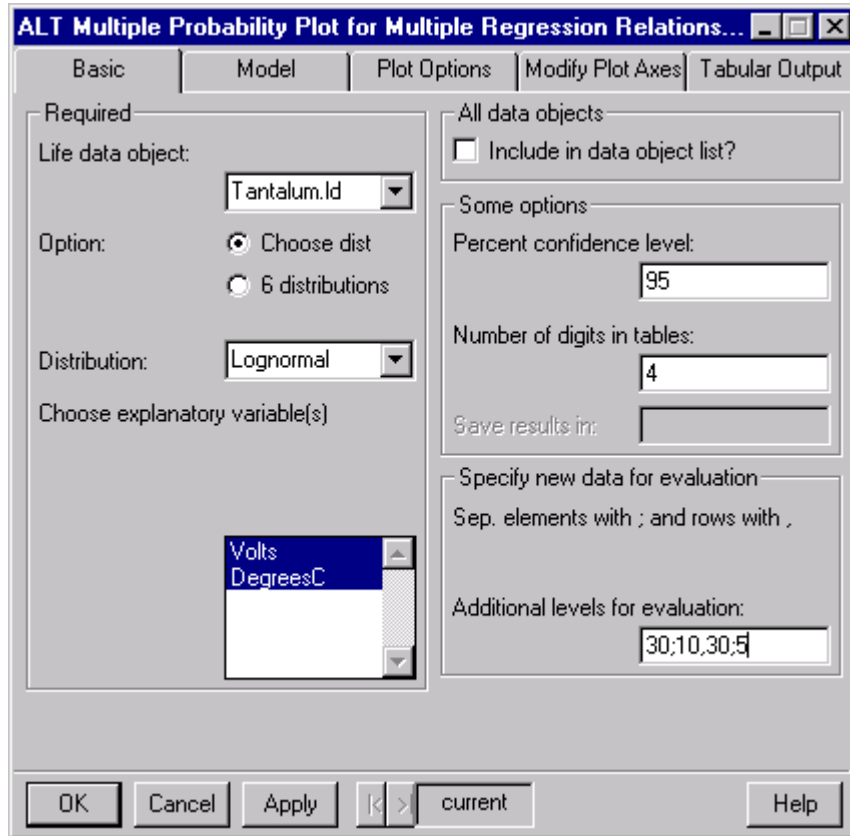 ALT Multiple Probability Plot for Multiple Regression Relations...
Basic
Model
Plot Options
Modify Plot Axes
Tabular Output
Required
Life data object:
Tantalum.ld
Option:
Choose dist
6 distributions
Distribution:
Lognormal
Choose explanatory variable(s)
Volts
DegreesC
All data objects
Include in data object list?
Some options
Percent confidence level:
95
Number of digits in tables:
4
Save results in:
Specify new data for evaluation
Sep. elements with ; and rows with ,
Additional levels for evaluation:
30;10,30;5
OK
Cancel
Apply
|<
>|
current
Help